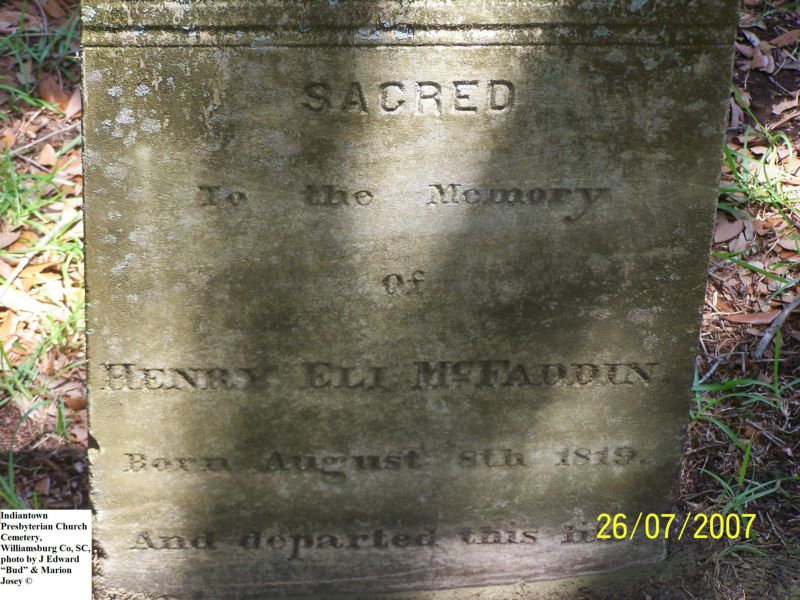 SACRED
To the Memory
Of
HENRY ELI McFADDIN
Born August 8th 1819.
And departed this
26/07/2007
Indiantown
Presbyterian Church
Cemetery,
Williamsburg Co, SC,
photo by J Edward
“Bud” & Marion
Josey ©